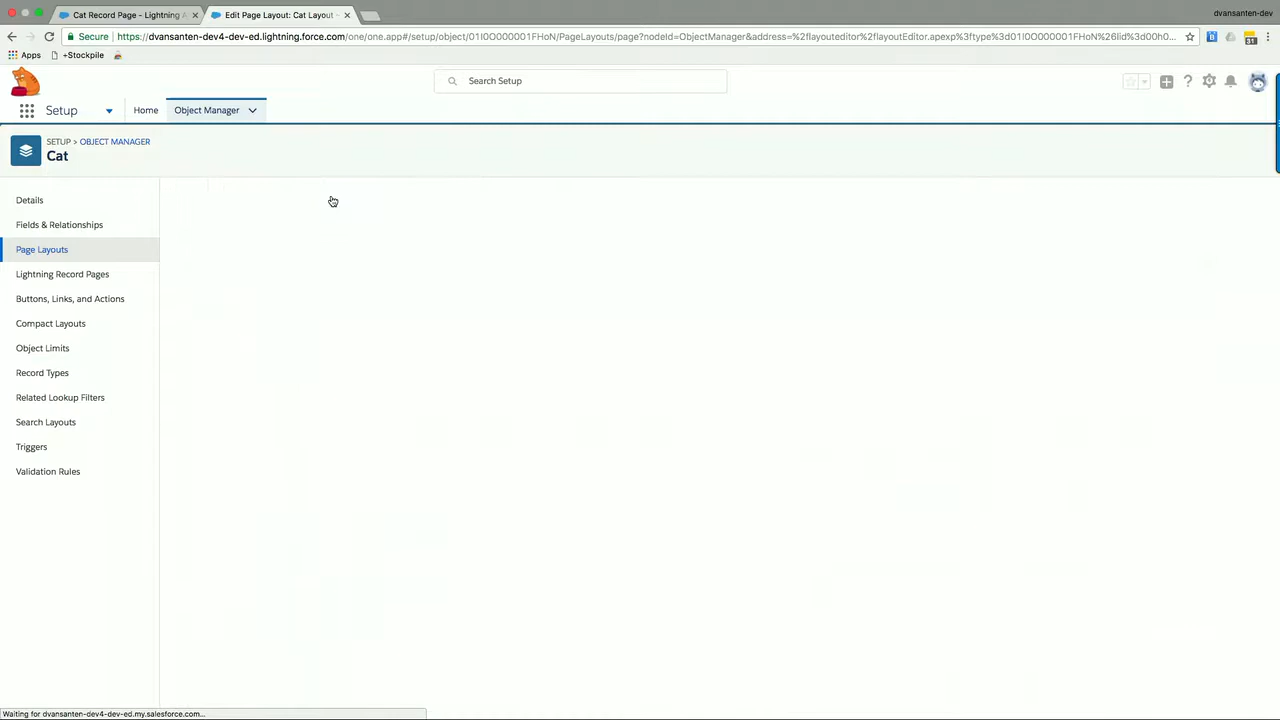 Cat Record Page - Lightning A
Edit Page Layout: Cat Layout -
dvansanten-dev
Secure
https://dvansanten-dev4-dev-ed.lightning.force.com/one/one.app#/setup/object/01I0O000001FHoN/PageLayouts/page?nodeId=ObjectManager&address=%2flayouteditor%2flayoutEditor.apexp%3ftype%3d01I0O000001FHoN%26lid%3d00h0...
Apps
+Stockpile
31
Search Setup
Setup
Home
Object Manager
SETUP > OBJECT MANAGER
Cat
Details
Fields & Relationships
Page Layouts
Lightning Record Pages
Buttons, Links, and Actions
Compact Layouts
Object Limits
Record Types
Related Lookup Filters
Search Layouts
Triggers
Validation Rules
Waiting for dvansanten-dev4-dev-ed.my.salesforce.com...